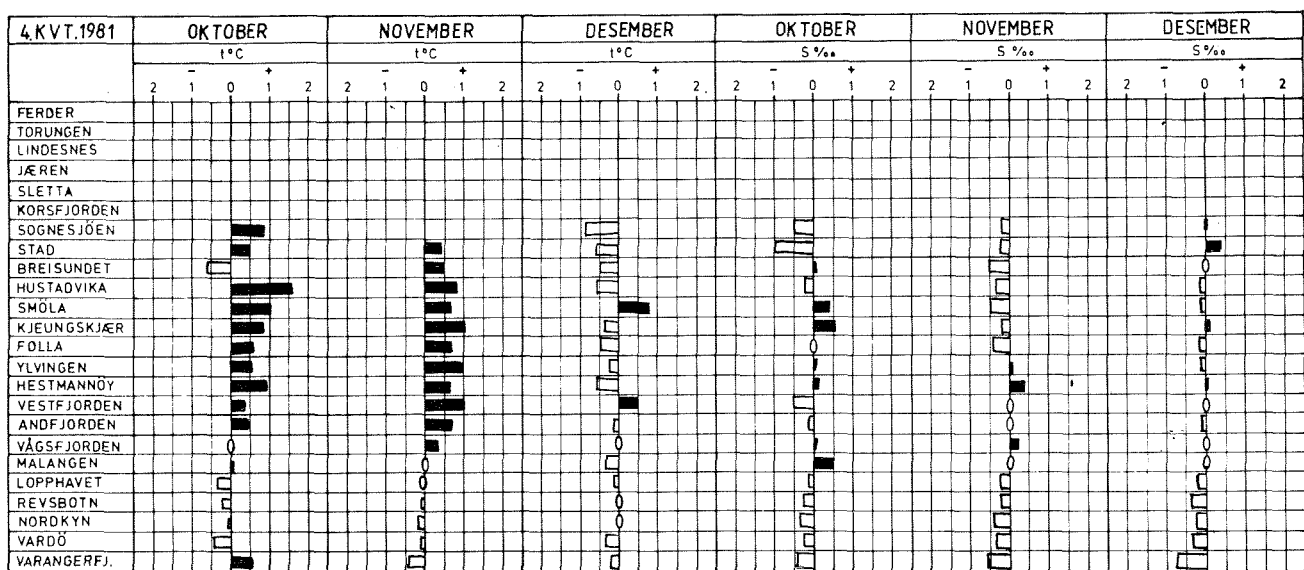 4.KVT.1981 OKTOBER NOVEMBER DESEMBER OKTOBER NOVEMBER DESEMBER
t°C t°C t°C S ‰ S ‰ S ‰
- + - + - + - + - + - +
2 1 0 1 2 2 1 0 1 2 2 1 0 1 2 2 1 0 1 2 2 1 0 1 2 2 1 0 1 2
FERDER
TORUNGEN
LINDESNES
JÆREN
SLETTA
KORSFJORDEN
SOGNESJÖEN
STAD
BREISUNDET
HUSTADVIKA
SMÖLA
KJEUNGSKJÆR
FOLLA
YLVINGEN
HESTMANNÖY
VESTFJORDEN
ANDFJORDEN
VÅGSFJORDEN
MALANGEN
LOPPHAVET
REVSBOTN
NORDKYN
VARDÖ
VARANGERFJ.